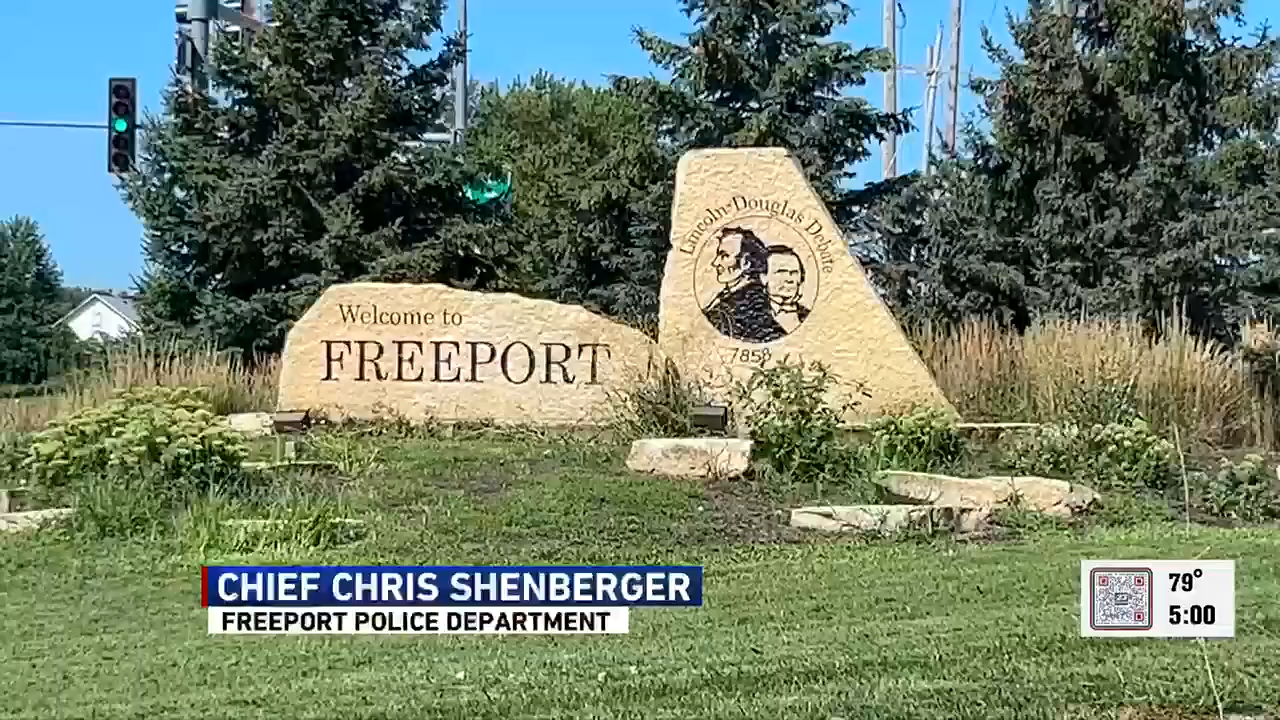 Lincoln-Douglas Debate
Welcome to
FREEPORT
1858
CHIEF CHRIS SHENBERGER
FREEPORT POLICE DEPARTMENT
79°
5:00